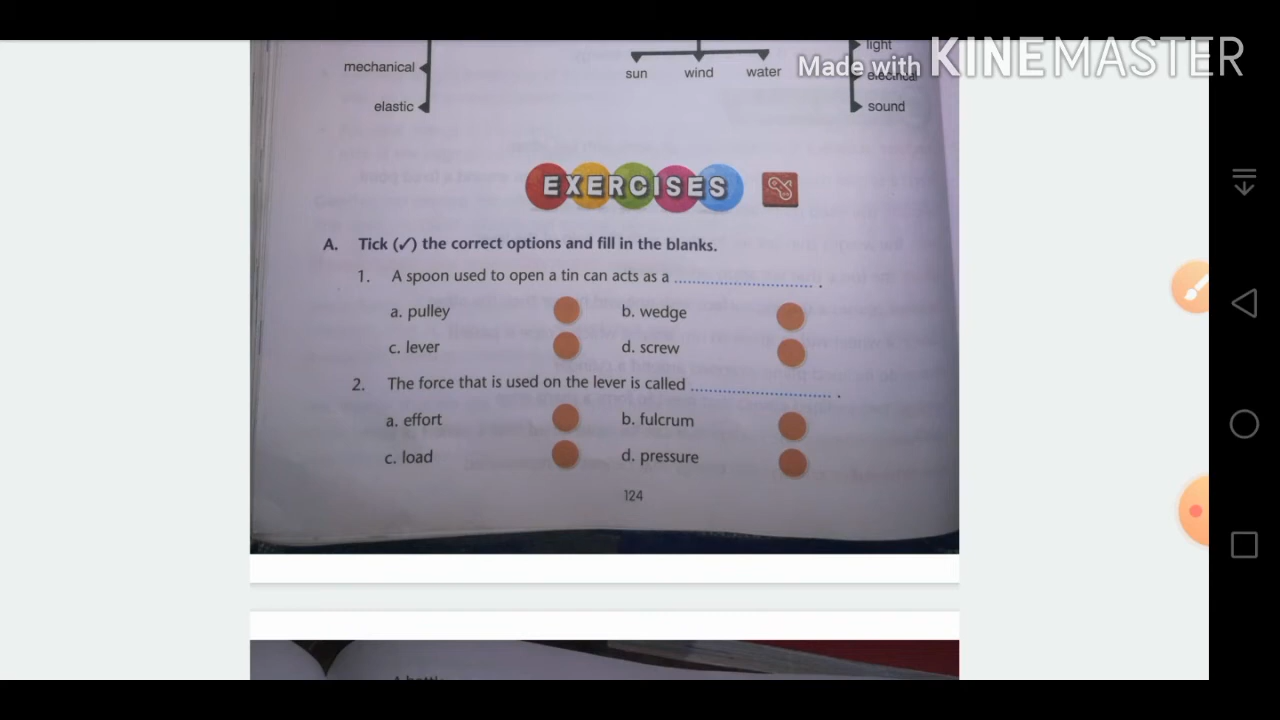 light
Made with KINEMASTER
mechanical
sun wind water
electrical
elastic
sound
EXERCISES
A. Tick (✓) the correct options and fill in the blanks.
1. A spoon used to open a tin can acts as a .............................. .
a. pulley b. wedge
c. lever d. screw
2. The force that is used on the lever is called .............................. .
a. effort b. fulcrum
c. load d. pressure
124